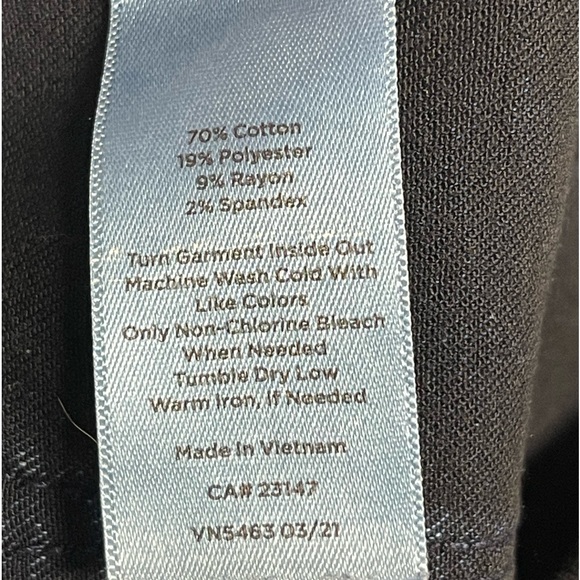 70% Cotton
19% Polyester
9% Rayon
2% Spandex
Turn Garment Inside Out
Machine Wash Cold With
Like Colors
Only Non-Chlorine Bleach
When Needed
Tumble Dry Low
Warm Iron, If Needed
Made in Vietnam
CA# 23147
VN5463 03/21